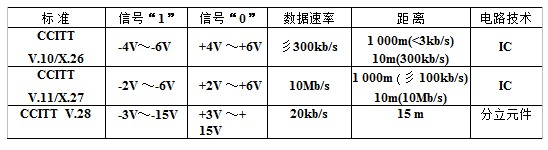 标 准 信号“1” 信号“0” 数据速率 距 离 电路技术
CCITT
V.10/X.26 -4V～-6V +4V ～+6V 彡300kb/s 1 000m(<3kb/s)
10m(300kb/s) IC
CCITT
V.11/X.27 -2V～-6V +2V ～+6V 10Mb/s 1 000m (彡 100kb/s)
10m(10Mb/s) IC
CCITT V.28 -3V～-15V +3V ～+
15V 20kb/s 15 m 分立元件